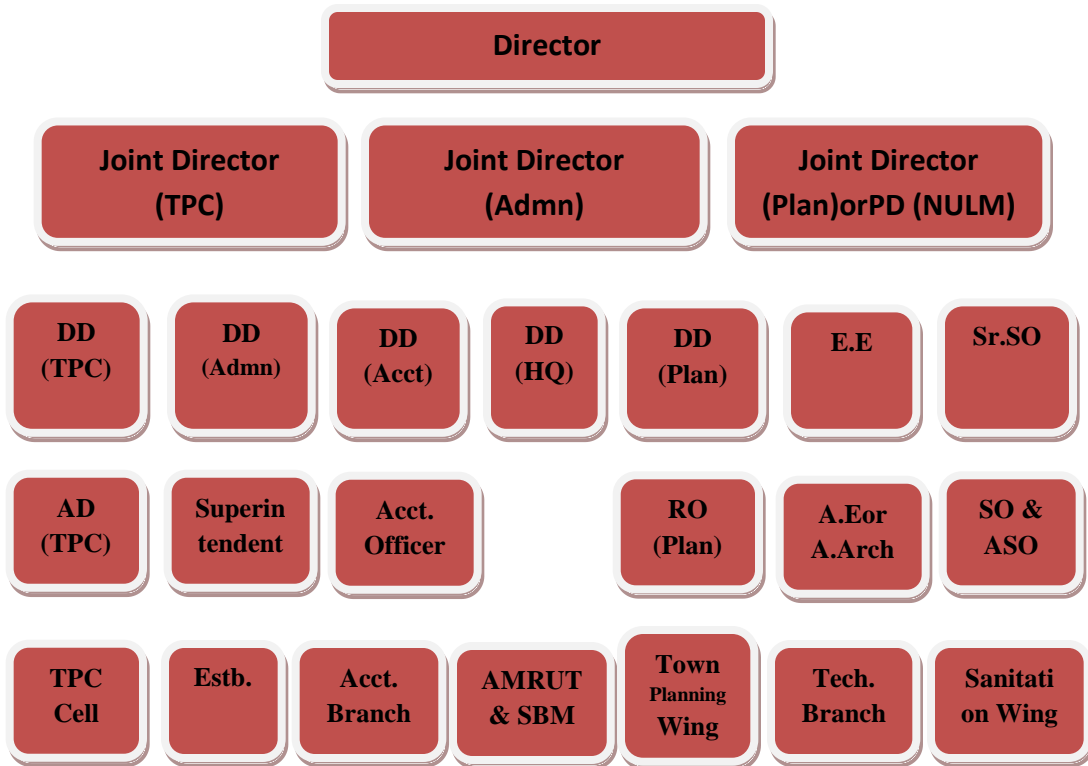 Director
Joint Director
(TPC)
Joint Director
(Admn)
Joint Director
(Plan)orPD (NULM)
DD
(TPC)
DD
(Admn)
DD
(Acct)
DD
(HQ)
DD
(Plan)
E.E
Sr.SO
AD
(TPC)
Superin
tendent
Acct.
Officer
RO
(Plan)
A.Eor
A.Arch
SO &
ASO
TPC
Cell
Estb.
Acct.
Branch
AMRUT
& SBM
Town
Planning
Wing
Tech.
Branch
Sanitati
on Wing